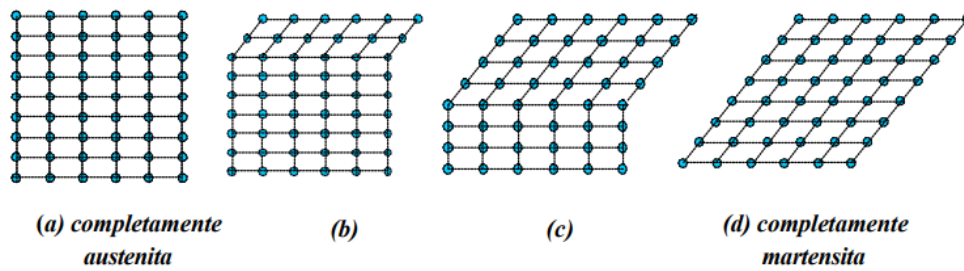 (a) completamente
austenita
(b)
(c)
(d) completamente
martensita